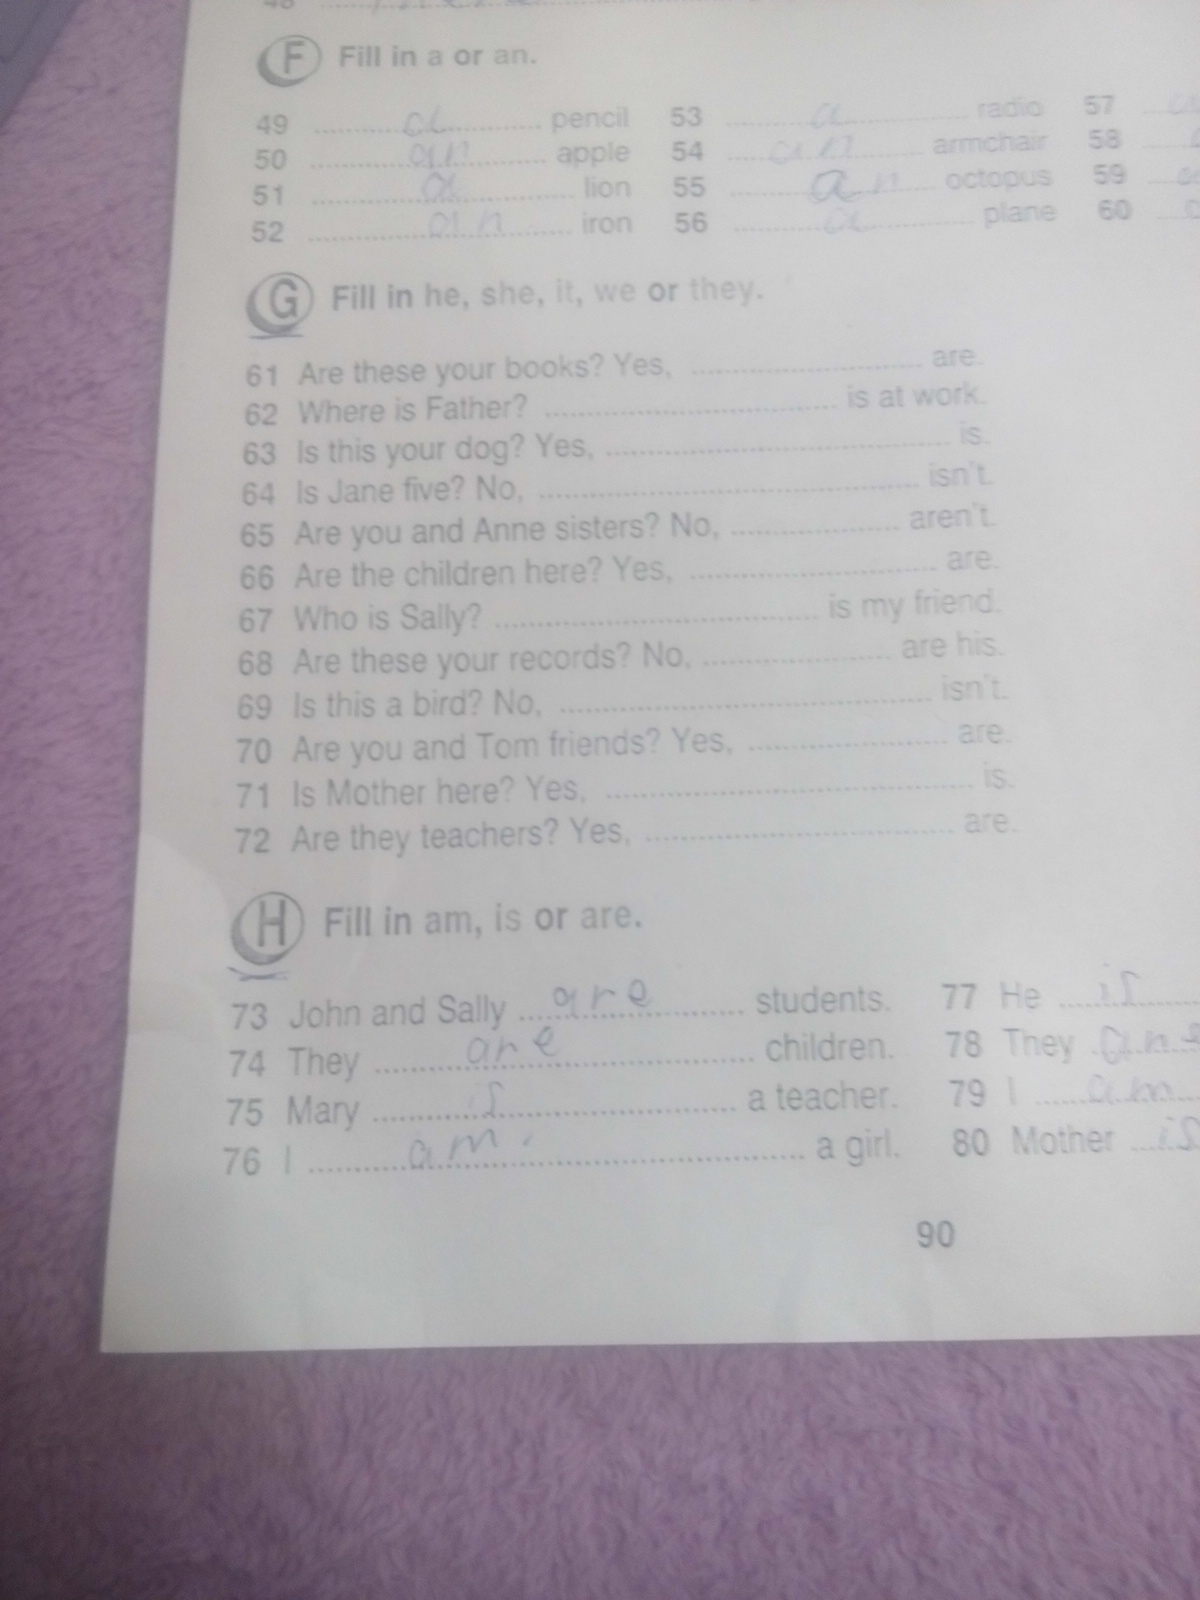 F Fill in a or an.
49 a pencil 53 a radio 57
50 an apple 54 an armchair 58
51 a lion 55 an octopus 59
52 an iron 56 a plane 60
G Fill in he, she, it, we or they.
61 Are these your books? Yes, .............................. are.
62 Where is Father? .............................. is at work.
63 Is this your dog? Yes, .............................. is.
64 Is Jane five? No, .............................. isn't.
65 Are you and Anne sisters? No, .................... aren't.
66 Are the children here? Yes, .............................. are.
67 Who is Sally? .............................. is my friend.
68 Are these your records? No, .................... are his.
69 Is this a bird? No, .............................. isn't.
70 Are you and Tom friends? Yes, .................... are.
71 Is Mother here? Yes, .............................. is.
72 Are they teachers? Yes, .............................. are.
H Fill in am, is or are.
73 John and Sally are students. 77 He is
74 They are children. 78 They are
75 Mary is a teacher. 79 I am
76 I am a girl. 80 Mother is
90